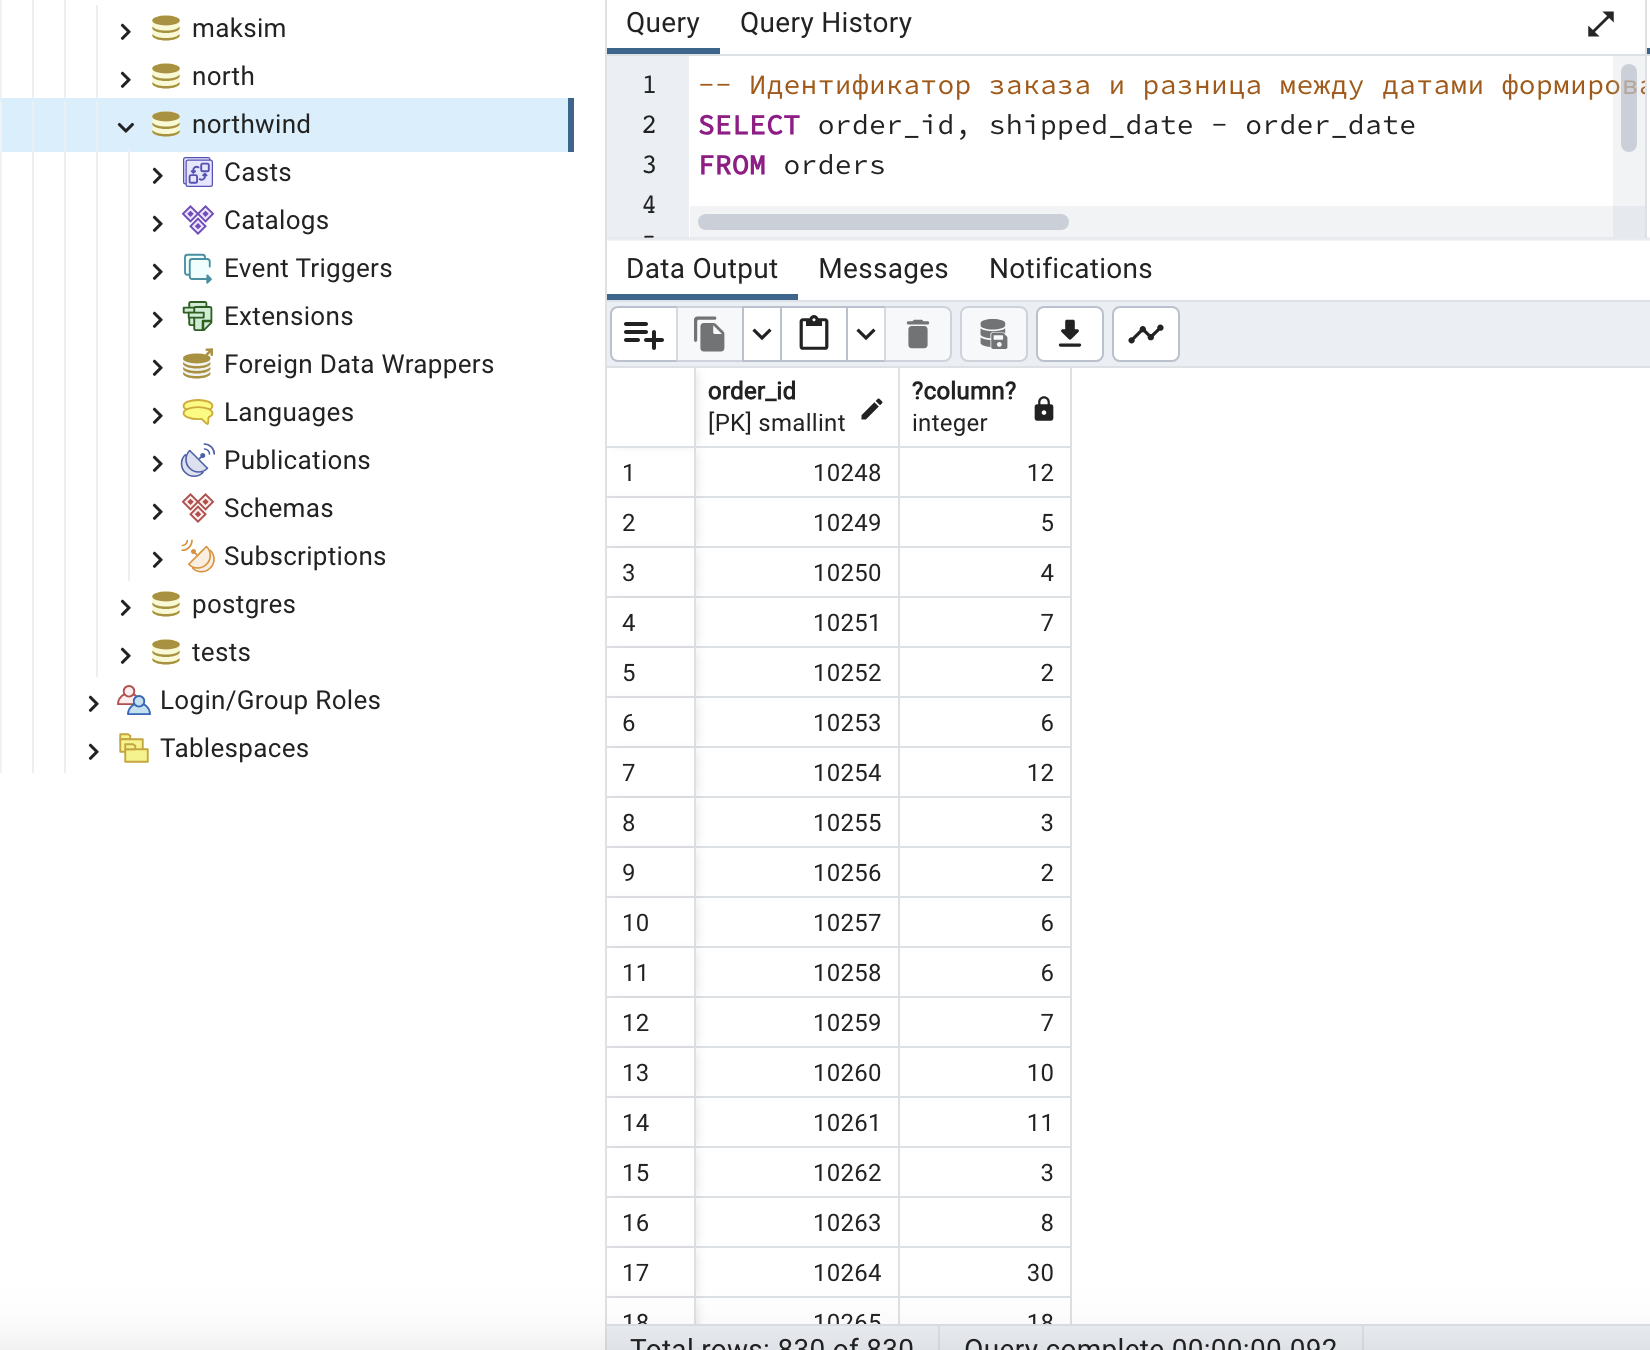 maksim
north
northwind
Casts
Catalogs
Event Triggers
Extensions
Foreign Data Wrappers
Languages
Publications
Schemas
Subscriptions
postgres
tests
Login/Group Roles
Tablespaces
Query Query History
1 -- Идентификатор заказа и разница между датами формиров
2 SELECT order_id, shipped_date - order_date
3 FROM orders
4
Data Output Messages Notifications
order_id ?column?
[PK] smallint integer
1 10248 12
2 10249 5
3 10250 4
4 10251 7
5 10252 2
6 10253 6
7 10254 12
8 10255 3
9 10256 2
10 10257 6
11 10258 6
12 10259 7
13 10260 10
14 10261 11
15 10262 3
16 10263 8
17 10264 30
18 10265 18
Total rows: 830 of 830 Query complete 00:00:00.092